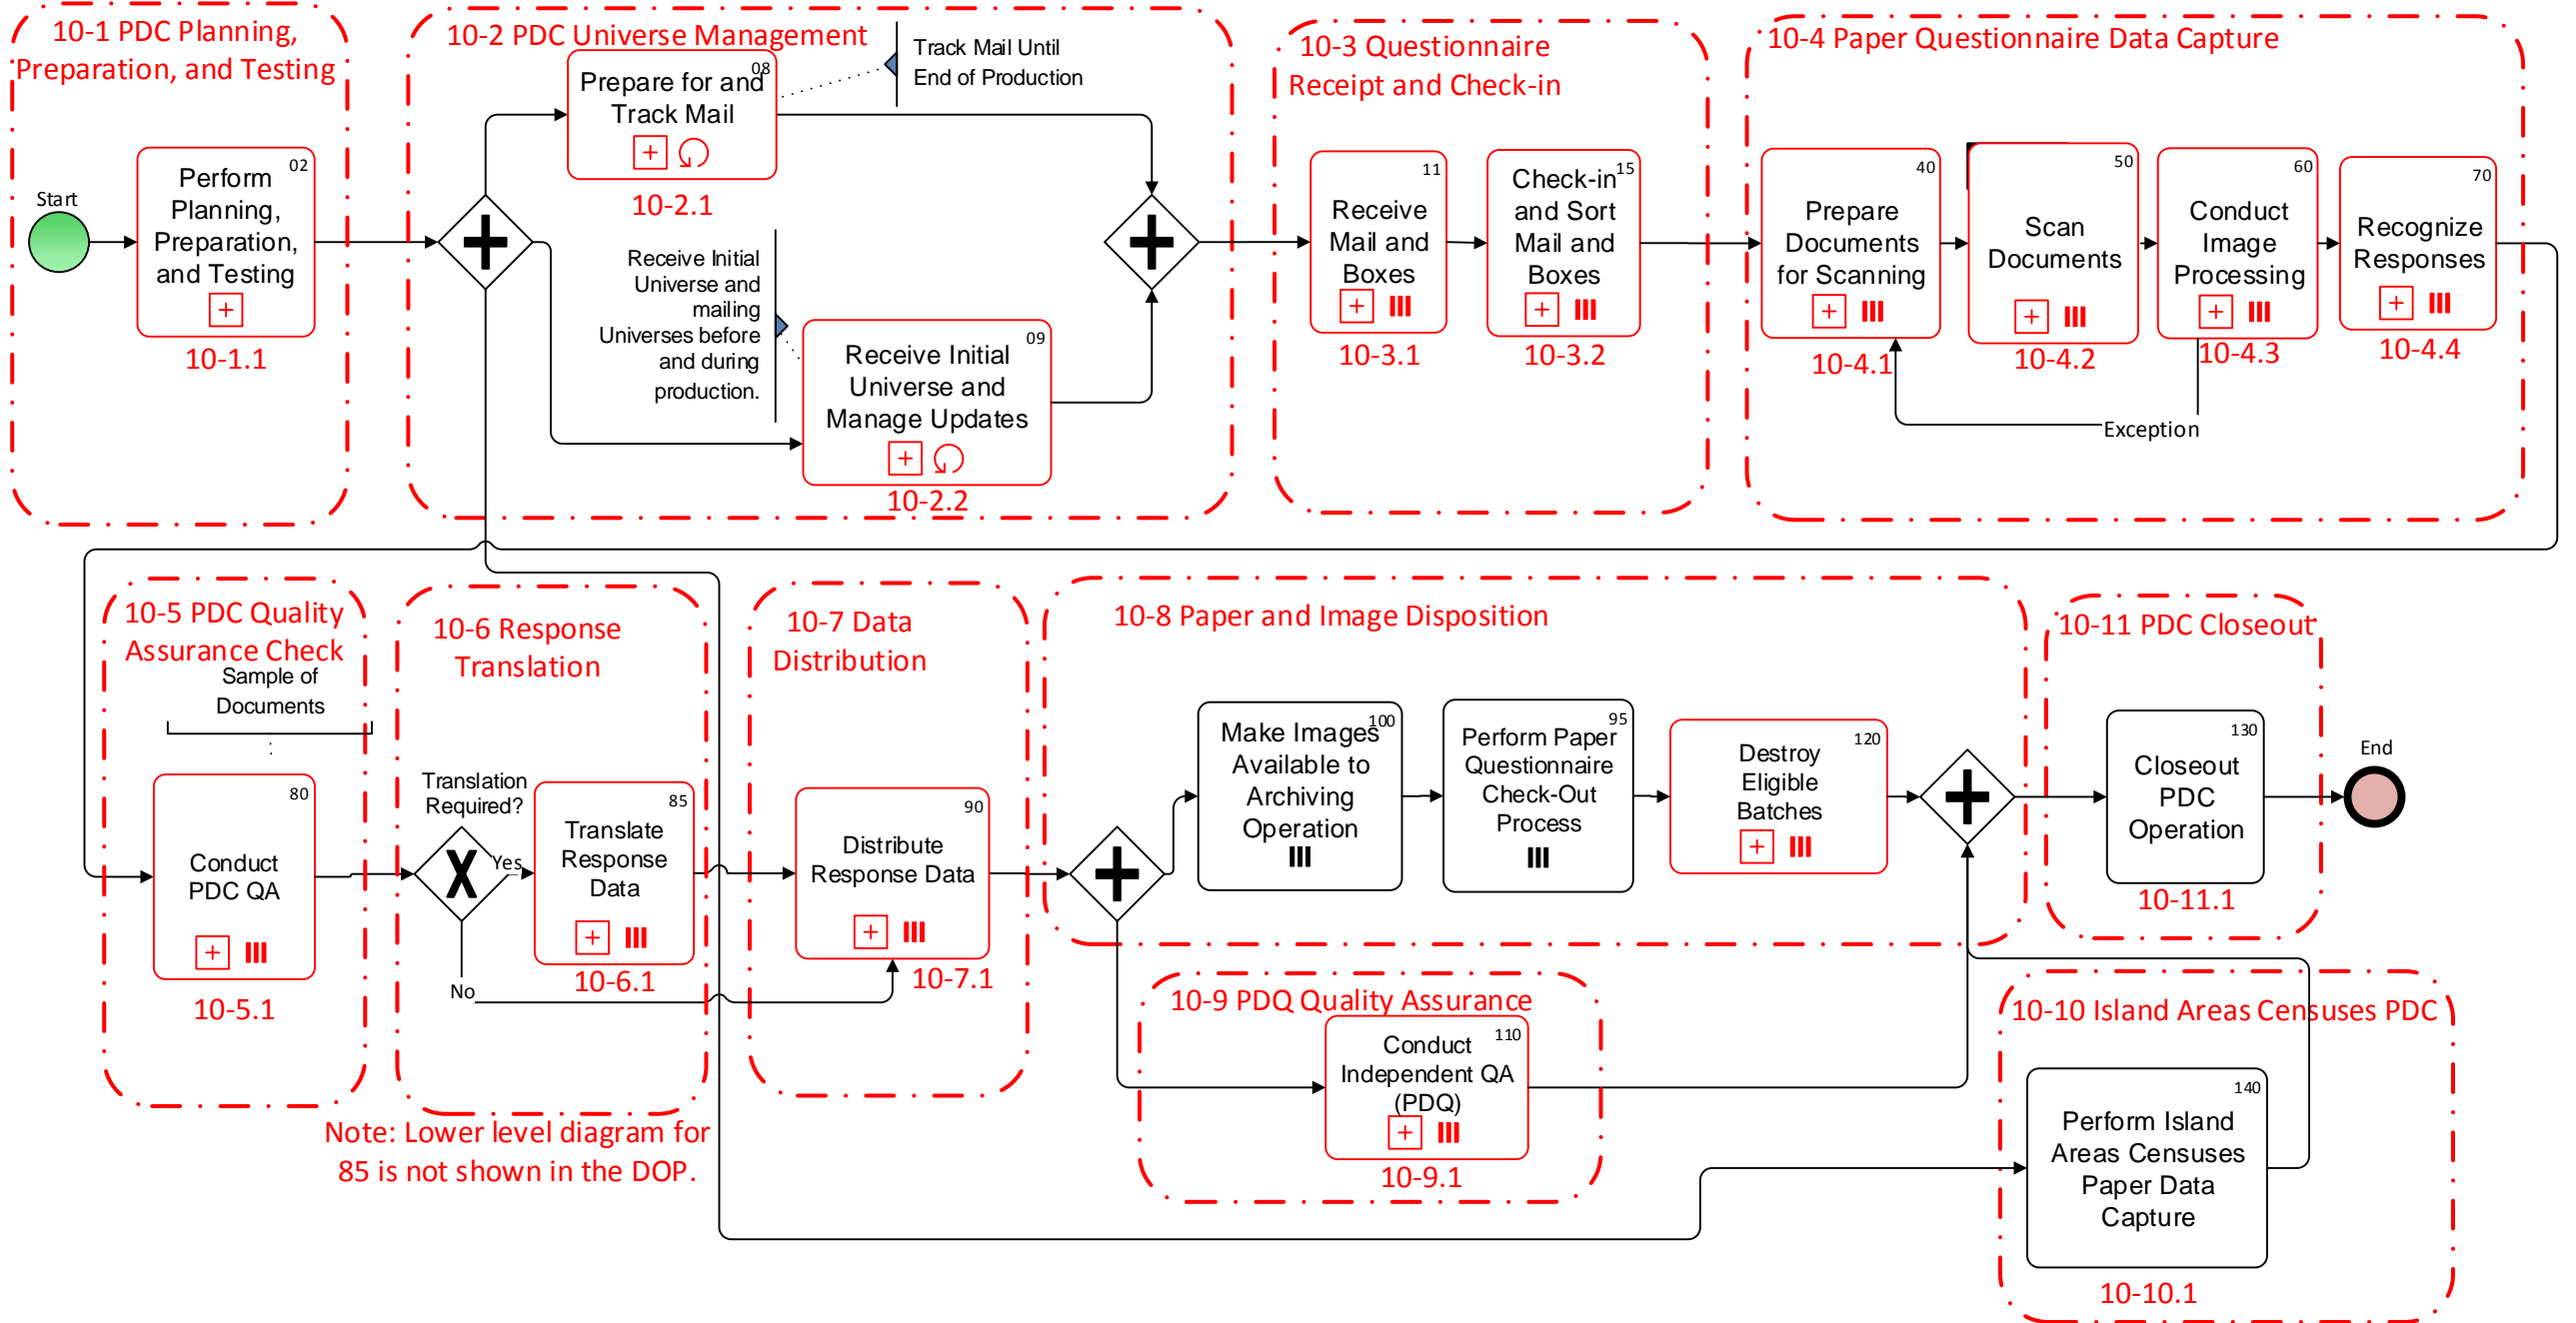 10-1 PDC Planning,
Preparation, and Testing
Start
02
Perform
Planning,
Preparation,
and Testing
10-1.1
10-2 PDC Universe Management
08
Prepare for and
Track Mail
10-2.1
Track Mail Until
End of Production
Receive Initial
Universe and
mailing
Universes before
and during
production.
09
Receive Initial
Universe and
Manage Updates
10-2.2
10-3 Questionnaire
Receipt and Check-in
11
Receive
Mail and
Boxes
10-3.1
15
Check-in
and Sort
Mail and
Boxes
10-3.2
10-4 Paper Questionnaire Data Capture
40
Prepare
Documents
for Scanning
10-4.1
50
Scan
Documents
10-4.2
60
Conduct
Image
Processing
10-4.3
70
Recognize
Responses
10-4.4
Exception
10-5 PDC Quality
Assurance Check
Sample of
Documents
80
Conduct
PDC QA
10-5.1
10-6 Response
Translation
Translation
Required?
X
Yes
No
85
Translate
Response
Data
10-6.1
Note: Lower level diagram for
85 is not shown in the DOP.
10-7 Data
Distribution
90
Distribute
Response Data
10-7.1
10-8 Paper and Image Disposition
100
Make Images
Available to
Archiving
Operation
95
Perform Paper
Questionnaire
Check-Out
Process
120
Destroy
Eligible
Batches
10-9 PDQ Quality Assurance
110
Conduct
Independent QA
(PDQ)
10-9.1
10-10 Island Areas Censuses PDC
140
Perform Island
Areas Censuses
Paper Data
Capture
10-10.1
10-11 PDC Closeout
130
Closeout
PDC
Operation
10-11.1
End